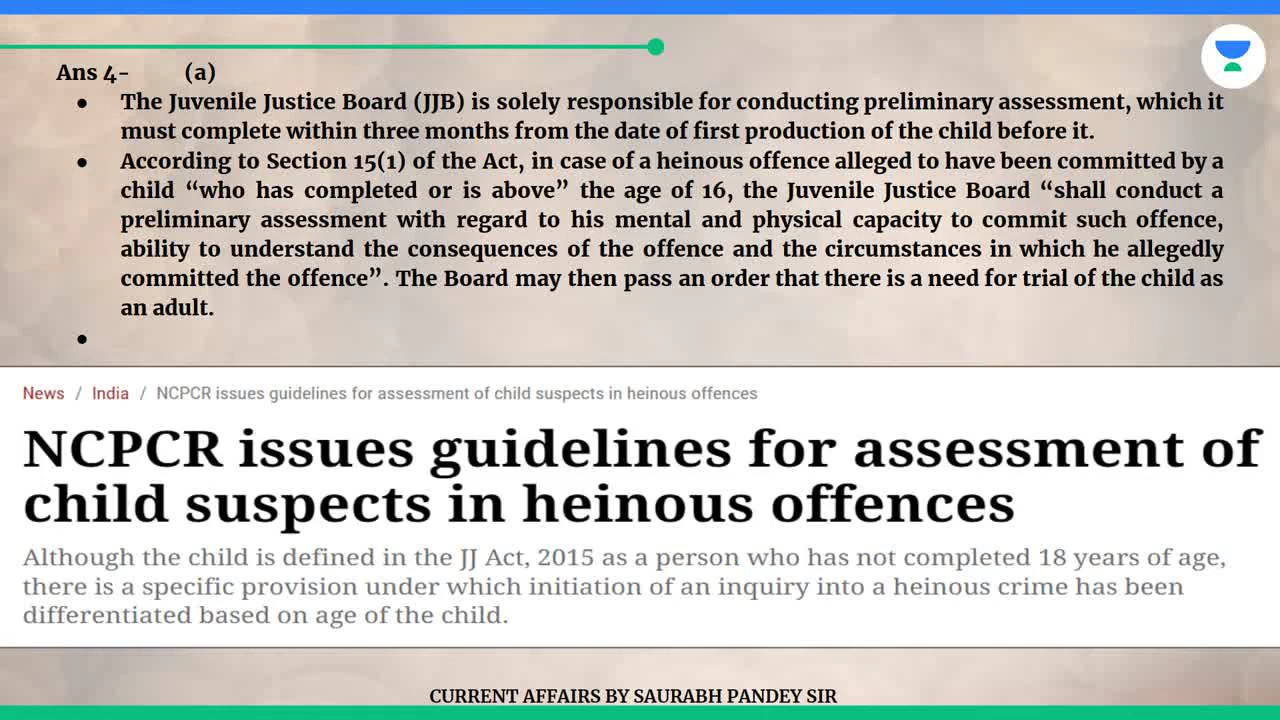 Ans 4- (a)
• The Juvenile Justice Board (JJB) is solely responsible for conducting preliminary assessment, which it
must complete within three months from the date of first production of the child before it.
• According to Section 15(1) of the Act, in case of a heinous offence alleged to have been committed by a
child “who has completed or is above” the age of 16, the Juvenile Justice Board “shall conduct a
preliminary assessment with regard to his mental and physical capacity to commit such offence,
ability to understand the consequences of the offence and the circumstances in which he allegedly
committed the offence”. The Board may then pass an order that there is a need for trial of the child as
an adult.
•
News / India / NCPCR issues guidelines for assessment of child suspects in heinous offences
NCPCR issues guidelines for assessment of
child suspects in heinous offences
Although the child is defined in the JJ Act, 2015 as a person who has not completed 18 years of age,
there is a specific provision under which initiation of an inquiry into a heinous crime has been
differentiated based on age of the child.
CURRENT AFFAIRS BY SAURABH PANDEY SIR